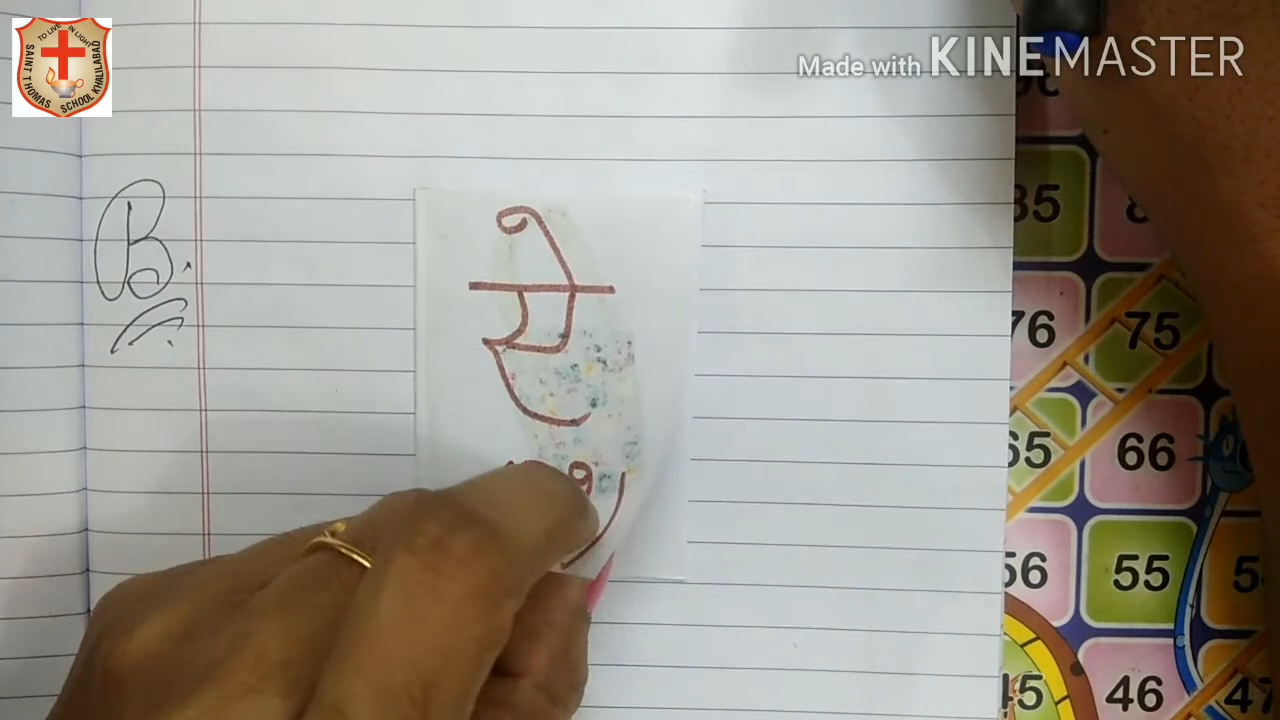 TO LIVE IN LIGHT
SAINT THOMAS SCHOOL KHALILABAD
Made with KINEMASTER
B.
ऐ
85
76 75
65 66
56 55
45 46 47